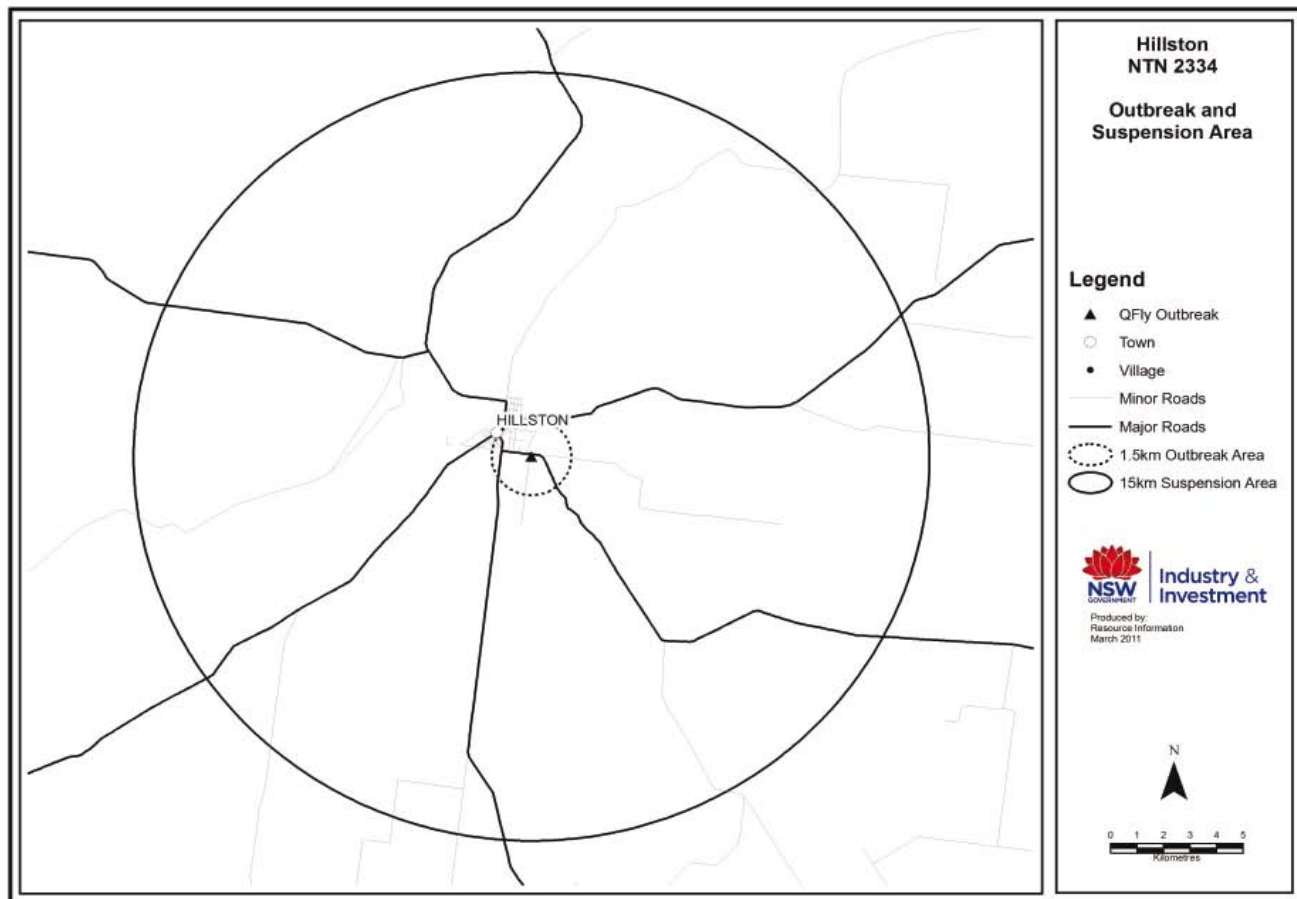 HILLSTON
Hillston
NTN 2334
Outbreak and
Suspension Area
Legend
QFly Outbreak
Town
Village
Minor Roads
Major Roads
1.5km Outbreak Area
15km Suspension Area
NSW
GOVERNMENT
Industry &
Investment
Produced by:
Resource Information
March 2011
N
0 1 2 3 4 5
Kilometres